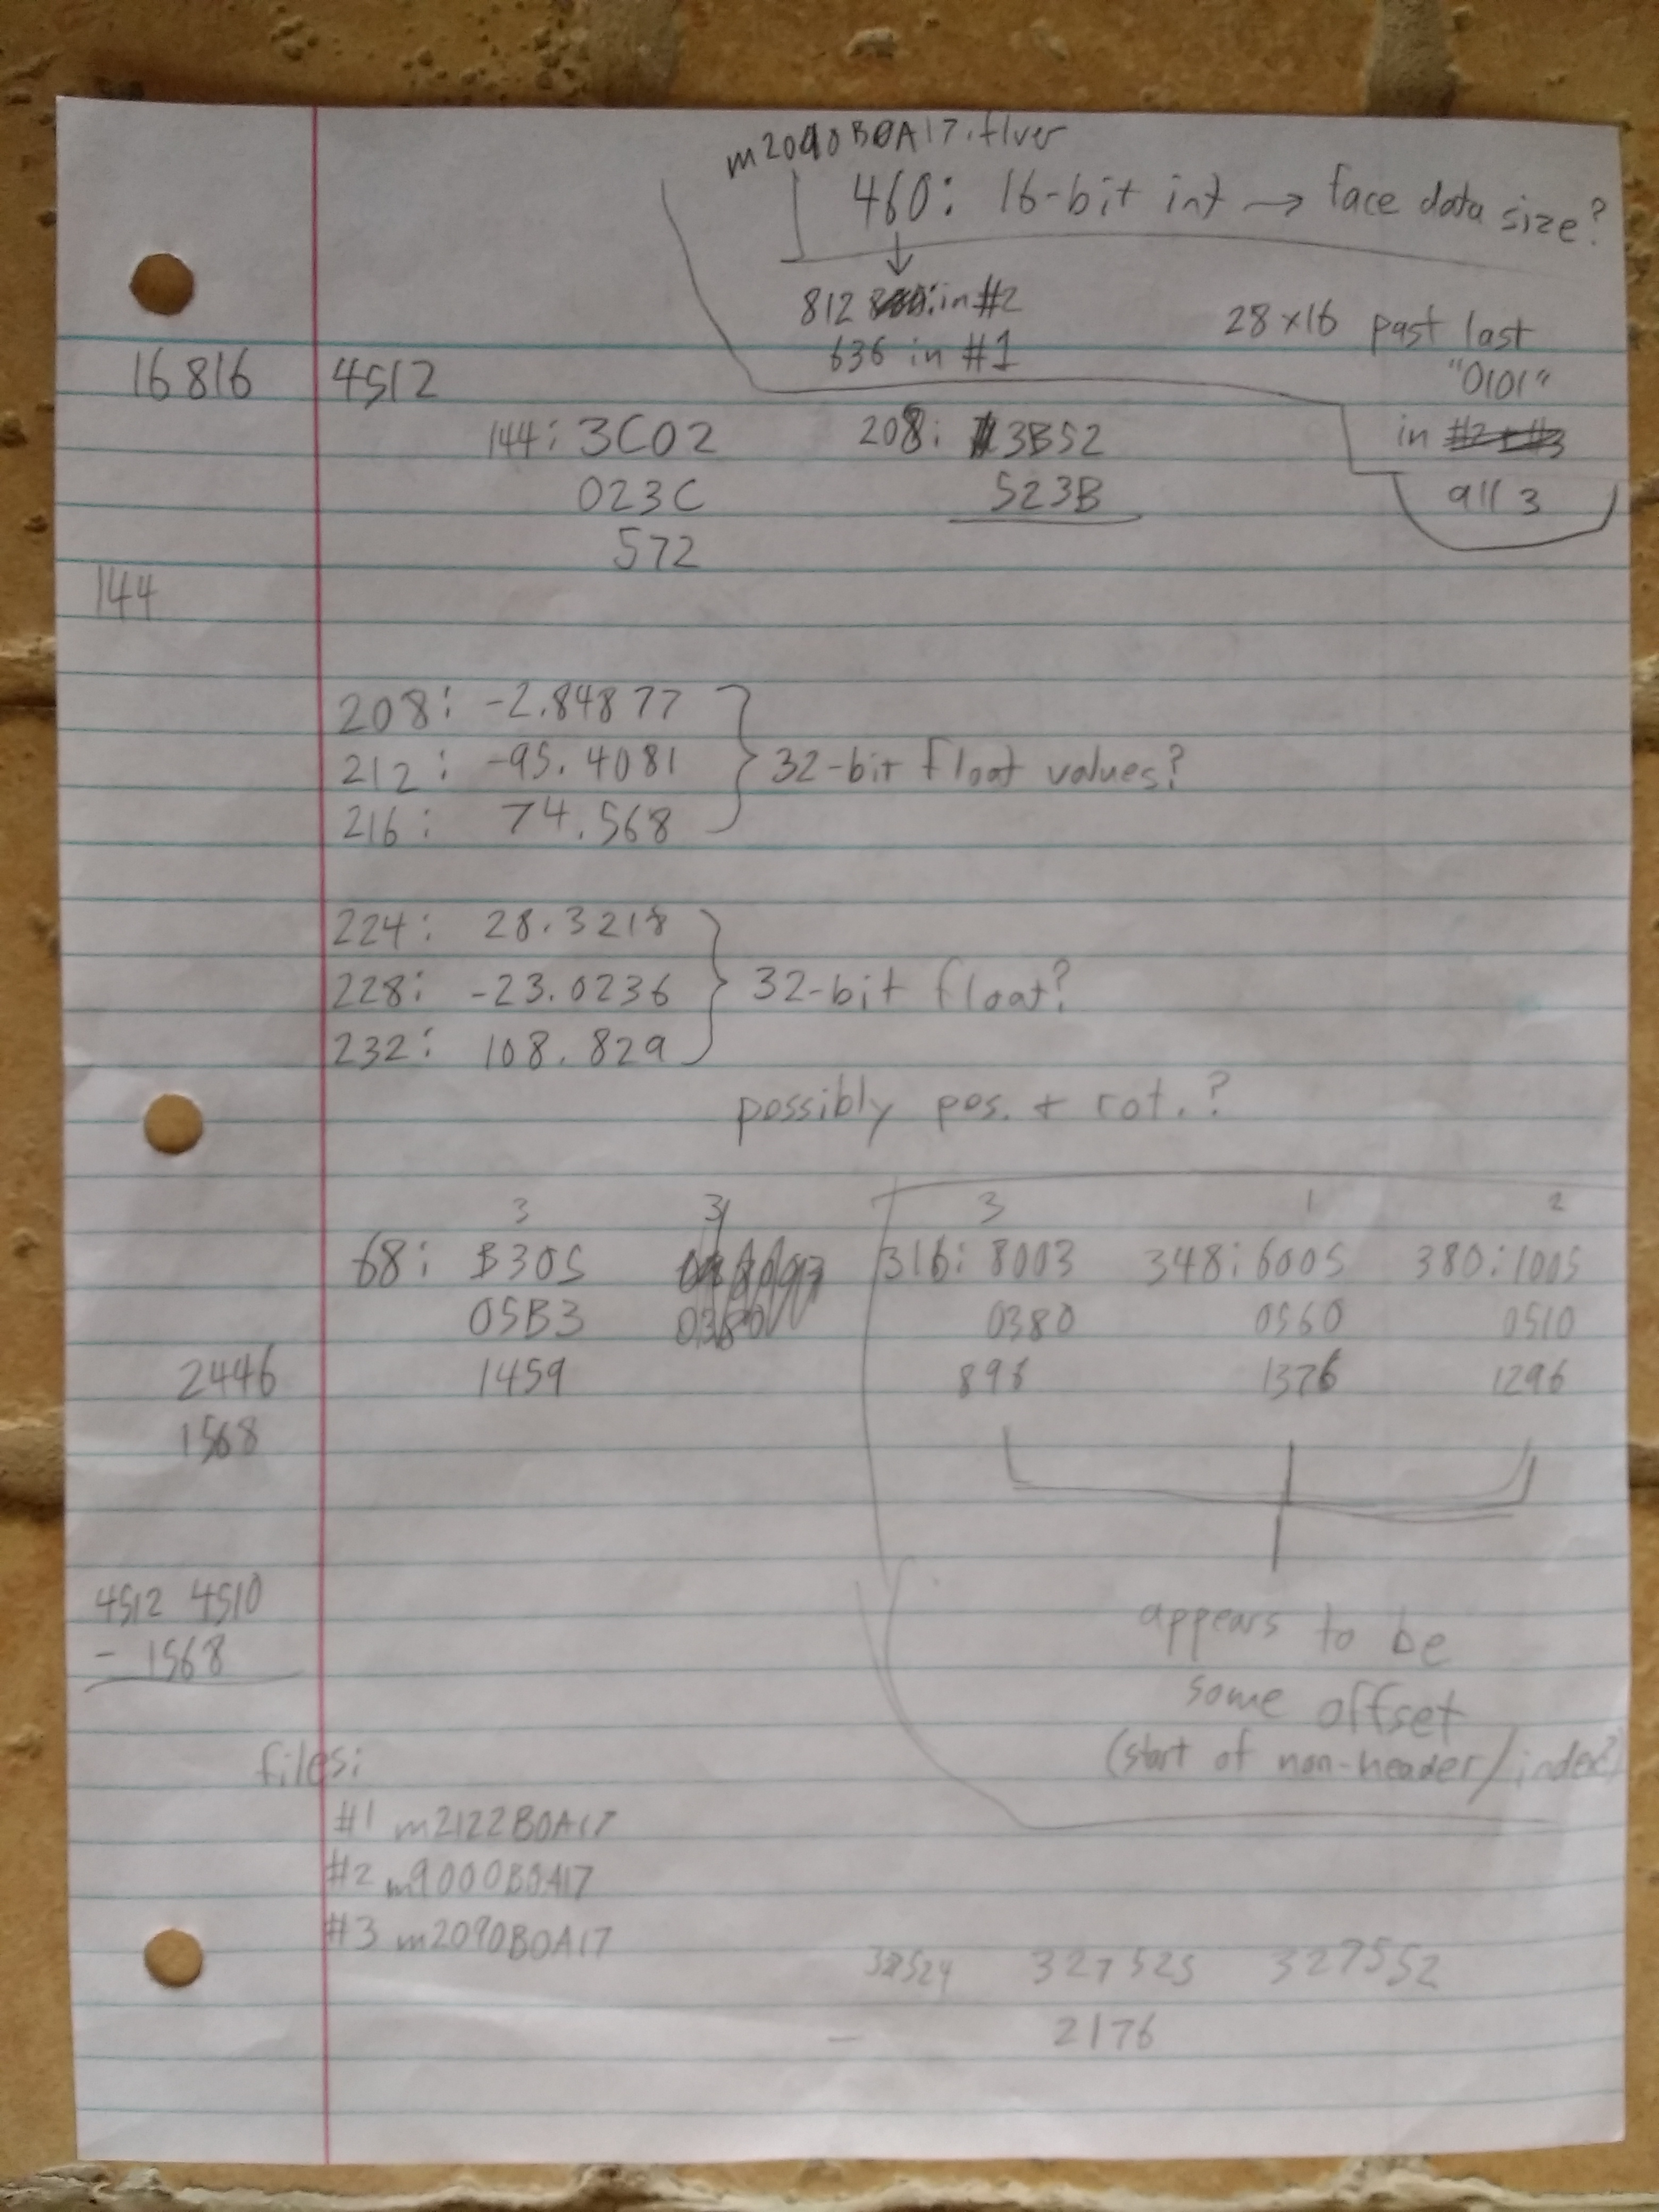 m2090B0A17.flver
460: 16-bit int → face data size?
812 in #2
636 in #1
28x16 past last
"0101"
in #2 + #3
all 3
16816 4512
144: 3C02 208: 3B52
023C 523B
572
144
208: -2.84877
212: -95.4081
216: 74.568
32-bit float values?
224: 28.3218
228: -23.0236
232: 108.829
32-bit float?
possibly pos. + rot.?
3 3 3 1 2
68: B305 316: 8003 348: 6005 380: 1005
05B3 0380 0380 0560 0510
2446 1459 896 1376 1296
1568
4512 4510
- 1568
appears to be
some offset
(start of non-header/index?)
files:
#1 m2122B0A17
#2 m9000B0A17
#3 m2090B0A17
327525 327552
- 2176